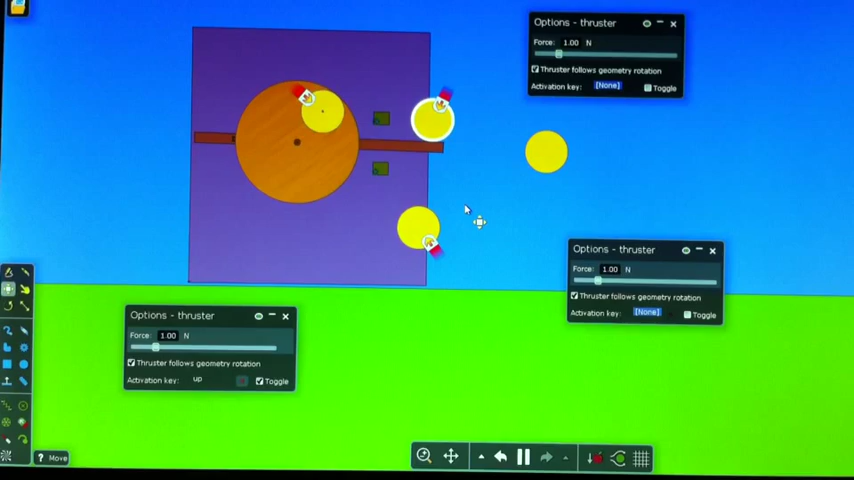 Options - thruster
Force: 1.00 N
Thruster follows geometry rotation
Activation key: [None] Toggle
Options - thruster
Force: 1.00 N
Thruster follows geometry rotation
Activation key: [None] Toggle
Options - thruster
Force: 1.00 N
Thruster follows geometry rotation
Activation key: up Toggle
? Move